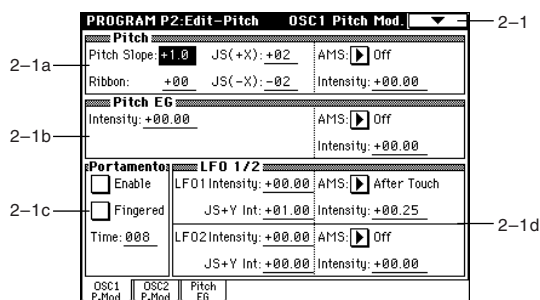 PROGRAM P2:Edit-Pitch OSC1 Pitch Mod. 2-1
Pitch
2-1a Pitch Slope: +1.0 JS(+X): +02 AMS: Off
Ribbon: +00 JS(-X): -02 Intensity: +00.00
Pitch EG
Intensity: +00.00 AMS: Off
2-1b
Intensity: +00.00
Portamento LFO 1/2
Enable LFO1 Intensity: +00.00 AMS: After Touch
2-1c Fingered JS+Y Int: +01.00 Intensity: +00.25
2-1d
Time: 008 LFO2 Intensity: +00.00 AMS: Off
JS+Y Int: +00.00 Intensity: +00.00
OSC1 P.Mod OSC2 P.Mod Pitch EG